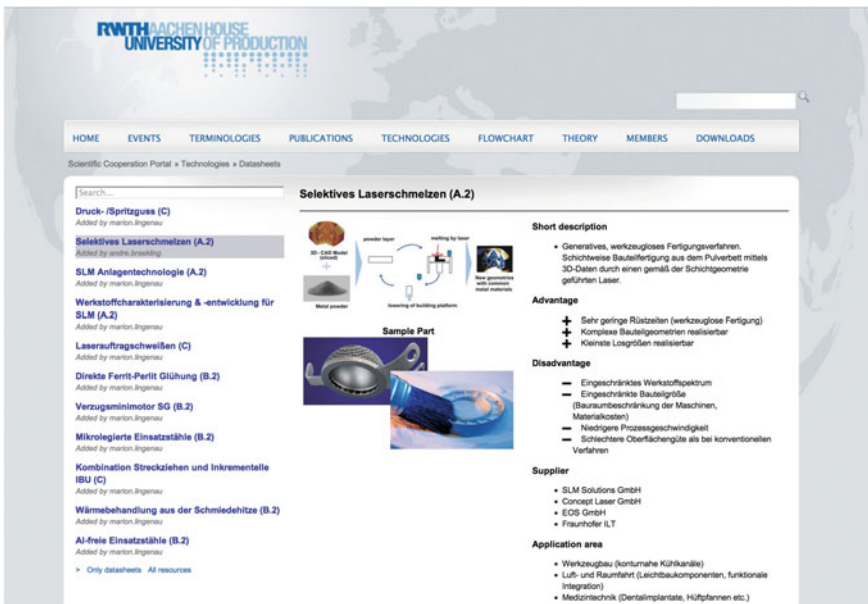 RWTH AACHEN HOUSE
UNIVERSITY OF PRODUCTION
HOME EVENTS TERMINOLOGIES PUBLICATIONS TECHNOLOGIES FLOWCHART THEORY MEMBERS DOWNLOADS
Scientific Cooperation Portal » Technologies » Datasheets
Search...
Druck- /Spritzguss (C)
Added by marion.lingenau
Selektives Laserschmelzen (A.2)
Added by andre.braekling
SLM Anlagentechnologie (A.2)
Added by marion.lingenau
Werkstoffcharakterisierung & -entwicklung für
SLM (A.2)
Added by marion.lingenau
Laserauftragschweißen (C)
Added by marion.lingenau
Direkte Ferrit-Perlit Glühung (B.2)
Added by marion.lingenau
Verzugsminimotor SG (B.2)
Added by marion.lingenau
Mikrolegierte Einsatzstähle (B.2)
Added by marion.lingenau
Kombination Streckziehen und Inkrementelle
IBU (C)
Added by marion.lingenau
Wärmebehandlung aus der Schmiedehitze (B.2)
Added by marion.lingenau
Al-freie Einsatzstähle (B.2)
Added by marion.lingenau
> Only datasheets All resources
Selektives Laserschmelzen (A.2)
powder layer
melting by laser
3D- CAD Model
(sliced)
New geometries
with common
metal materials
Metal powder
lowering of building platform
Sample Part
Short description
Generatives, werkzeugloses Fertigungsverfahren.
Schichtweise Bauteilfertigung aus dem Pulverbett mittels
3D-Daten durch einen gemäß der Schichtgeometrie
geführten Laser.
Advantage
Sehr geringe Rüstzeiten (werkzeuglose Fertigung)
Komplexe Bauteilgeometrien realisierbar
Kleinste Losgrößen realisierbar
Disadvantage
Eingeschränktes Werkstoffspektrum
Eingeschränkte Bauteilgröße
(Bauraumbeschränkung der Maschinen,
Materialkosten)
Niedrigere Prozessgeschwindigkeit
Schlechtere Oberflächengüte als bei konventionellen
Verfahren
Supplier
SLM Solutions GmbH
Concept Laser GmbH
EOS GmbH
Fraunhofer ILT
Application area
Werkzeugbau (konturnahe Kühlkanäle)
Luft- und Raumfahrt (Leichtbaukomponenten, funktionale
Integration)
Medizintechnik (Dentalimplantate, Hüftpfannen etc.)